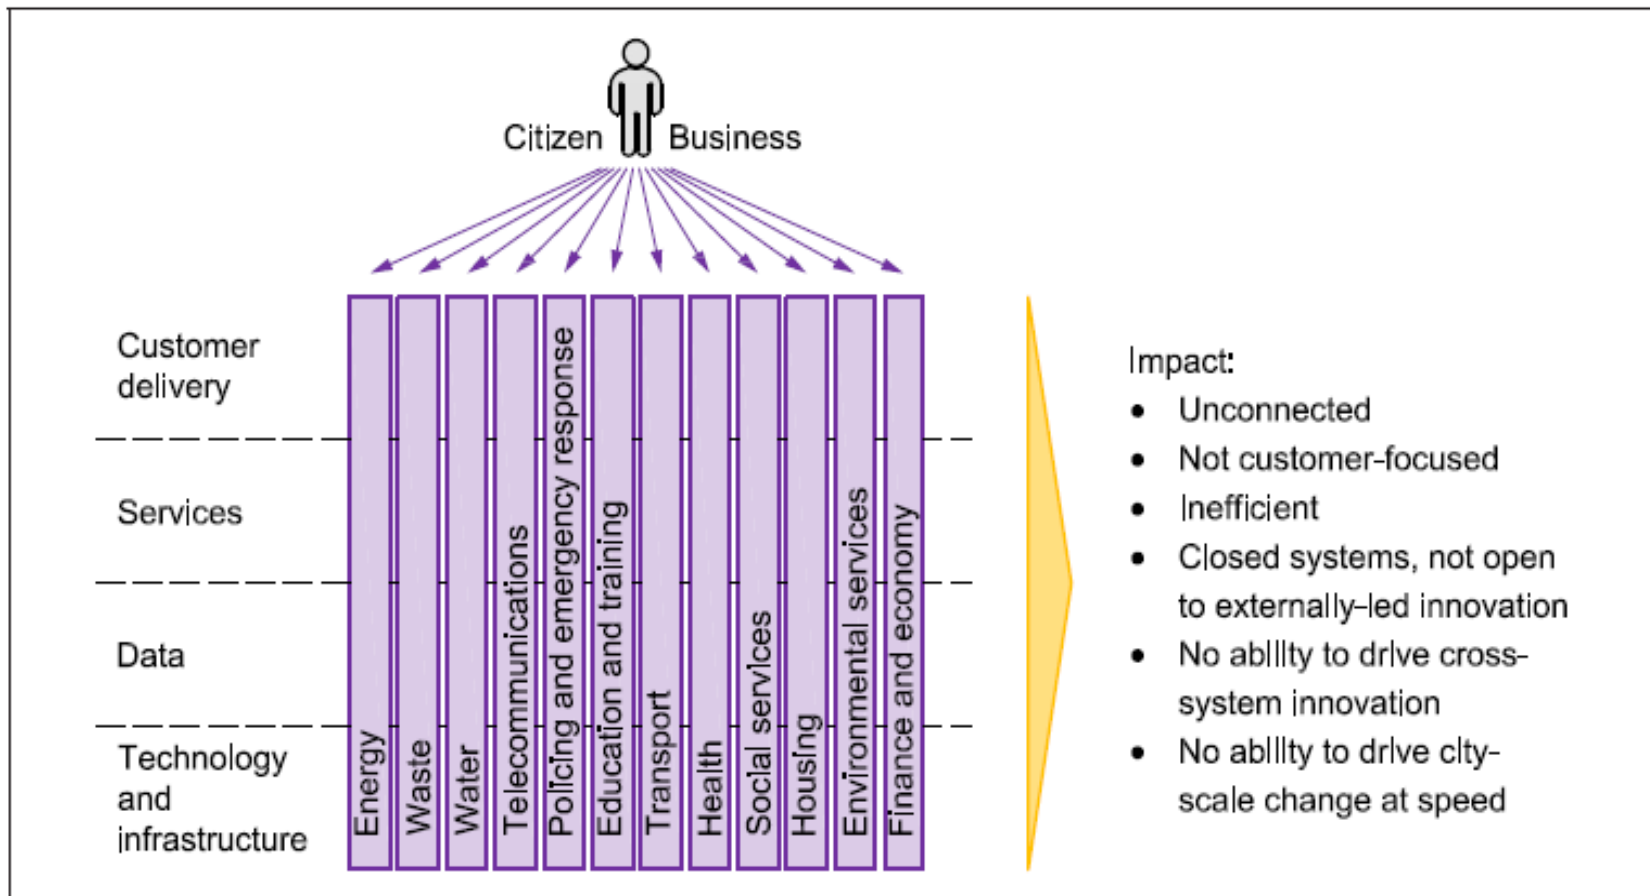 Citizen Business
Customer
delivery
Services
Data
Technology
and
infrastructure
Energy
Waste
Water
Telecommunications
Policing and emergency response
Education and training
Transport
Health
Social services
Housing
Environmental services
Finance and economy
Impact:
• Unconnected
• Not customer-focused
• Inefficient
• Closed systems, not open
to externally-led innovation
• No ability to drive cross-
system innovation
• No ability to drive city-
scale change at speed